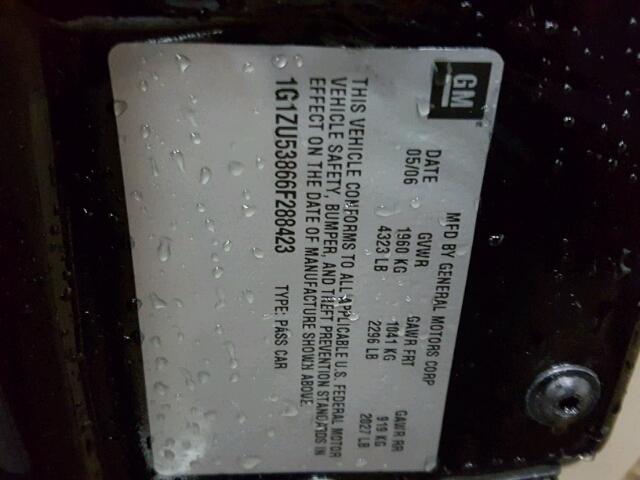 GM
MFD BY GENERAL MOTORS CORP
DATE GVWR GAWR FRT GAWR RR
05/06 1960 KG 1041 KG 919 KG
4323 LB 2296 LB 2027 LB
THIS VEHICLE CONFORMS TO ALL APPLICABLE U.S. FEDERAL MOTOR
VEHICLE SAFETY, BUMPER, AND THEFT PREVENTION STANDARDS IN
EFFECT ON THE DATE OF MANUFACTURE SHOWN ABOVE.
1G1ZU53866F288423 TYPE: PASS CAR